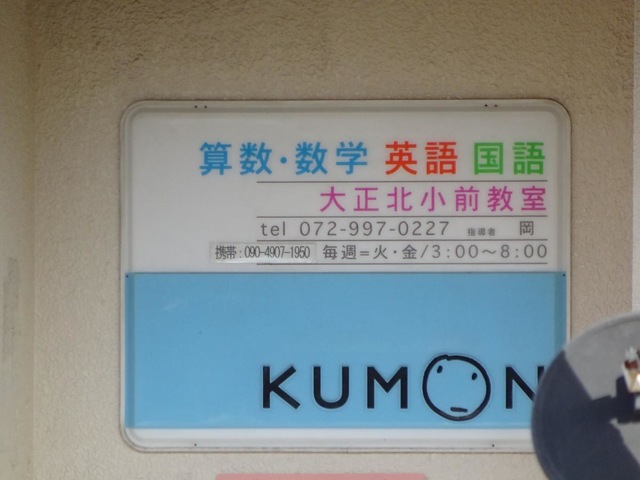 算数・数学 英語 国語
大正北小前教室
tel 072-997-0227 指導者 岡
携帯:090-4907-1950 毎週=火・金/3:00〜8:00
KUMON